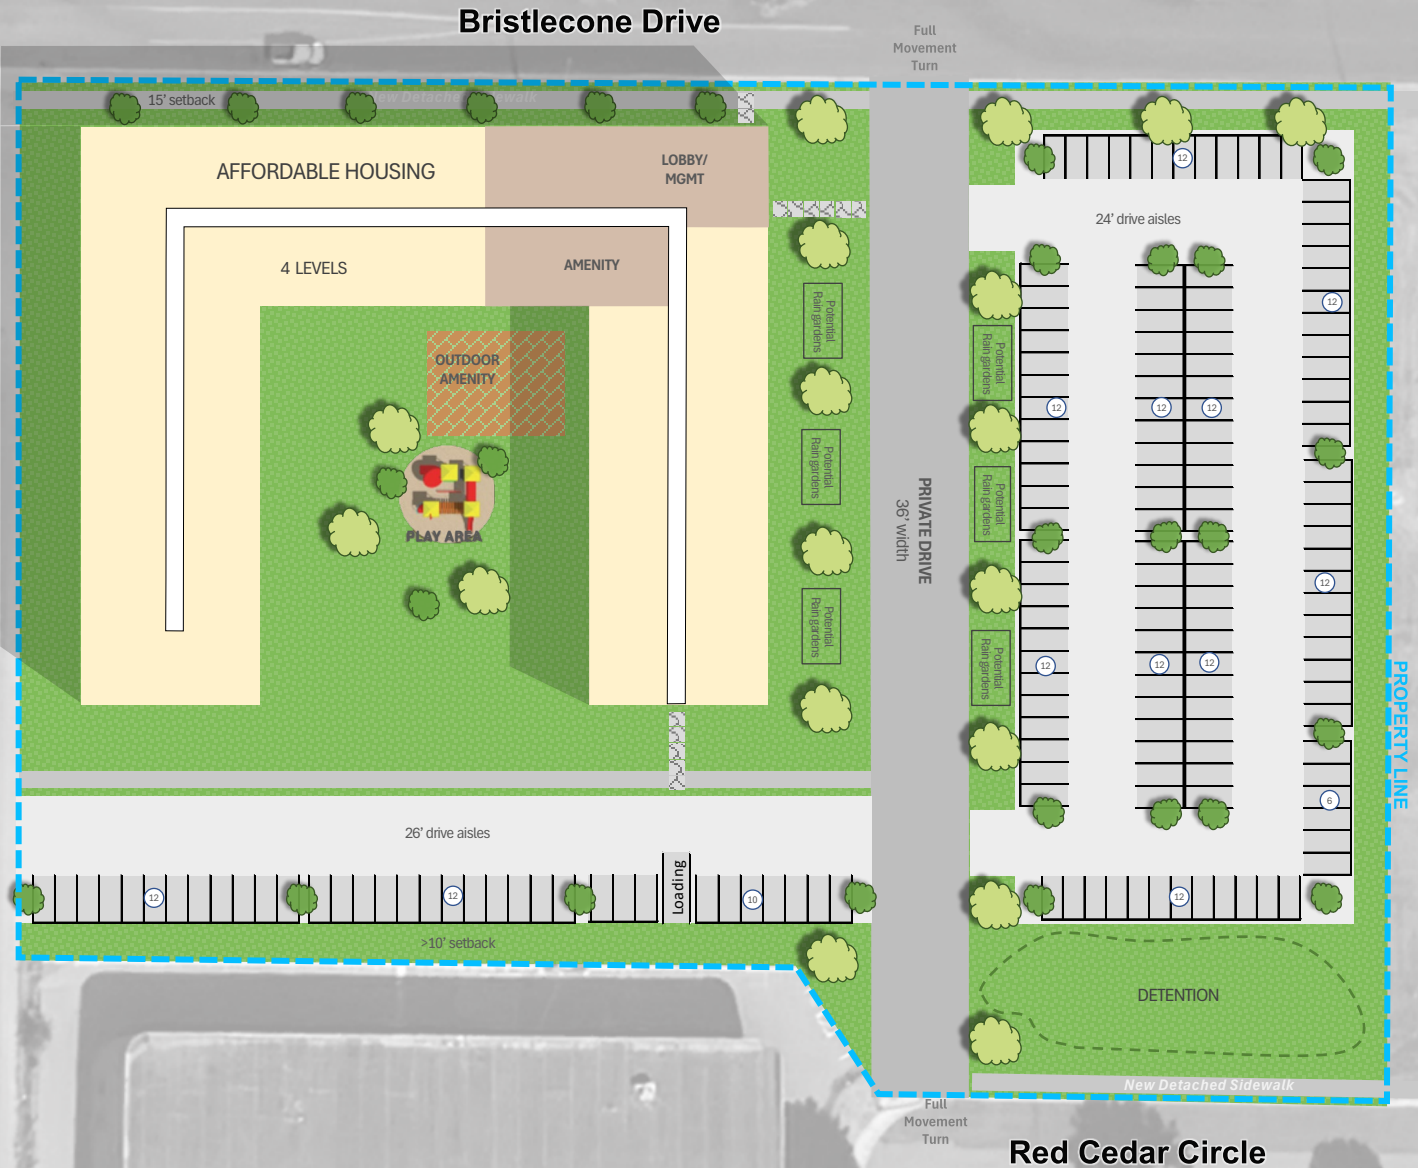 Bristlecone Drive
Full
Movement
Turn
15' setback
New Detached Sidewalk
AFFORDABLE HOUSING
LOBBY/
MGMT
12
24' drive aisles
4 LEVELS
AMENITY
12
Potential
Rain gardens
OUTDOOR
AMENITY
Potential
Rain gardens
12
12
12
Potential
Rain gardens
PLAY AREA
Potential
Rain gardens
PRIVATE DRIVE
36' width
12
Potential
Rain gardens
Potential
Rain gardens
12
12
12
PROPERTY LINE
6
26' drive aisles
Loading
12
12
10
12
>10' setback
DETENTION
New Detached Sidewalk
Full
Movement
Turn
Red Cedar Circle